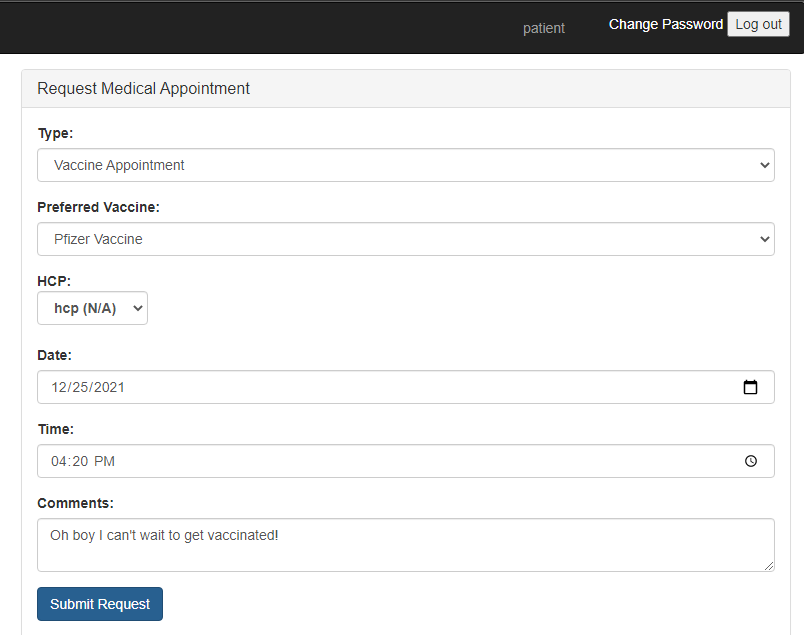 patient
Change Password
Log out
Request Medical Appointment
Type:
Vaccine Appointment
Preferred Vaccine:
Pfizer Vaccine
HCP:
hcp (N/A)
Date:
12/25/2021
Time:
04:20 PM
Comments:
Oh boy I can't wait to get vaccinated!
Submit Request